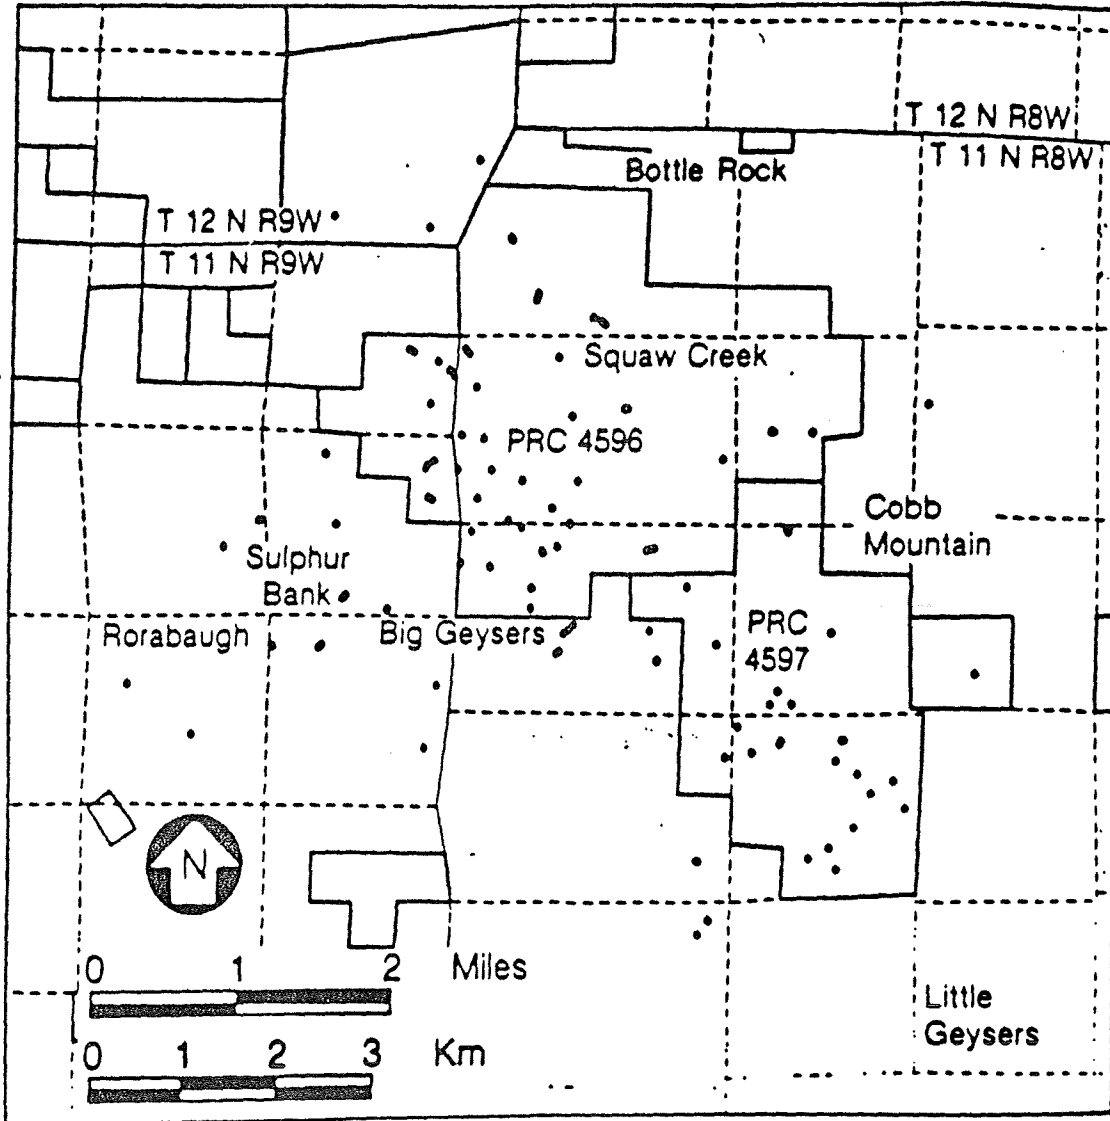 T 12 N R8W
T 11 N R8W
Bottle Rock
T 12 N R9W
T 11 N R9W
Squaw Creek
PRC 4596
Cobb
Mountain
Sulphur
Bank
Rorabaugh
Big Geysers
PRC
4597
N
0 1 2 Miles
0 1 2 3 Km
Little
Geysers